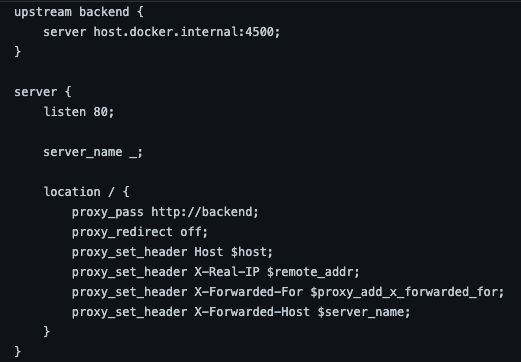 upstream backend {
    server host.docker.internal:4500;
}

server {
    listen 80;

    server_name _;

    location / {
        proxy_pass http://backend;
        proxy_redirect off;
        proxy_set_header Host $host;
        proxy_set_header X-Real-IP $remote_addr;
        proxy_set_header X-Forwarded-For $proxy_add_x_forwarded_for;
        proxy_set_header X-Forwarded-Host $server_name;
    }
}